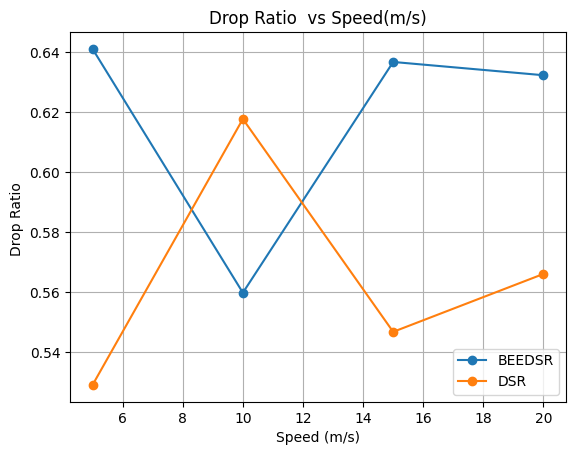 Drop Ratio  vs Speed(m/s)
Drop Ratio
0.64
0.62
0.60
0.58
0.56
0.54
6 8 10 12 14 16 18 20
Speed (m/s)
BEEDSR
DSR